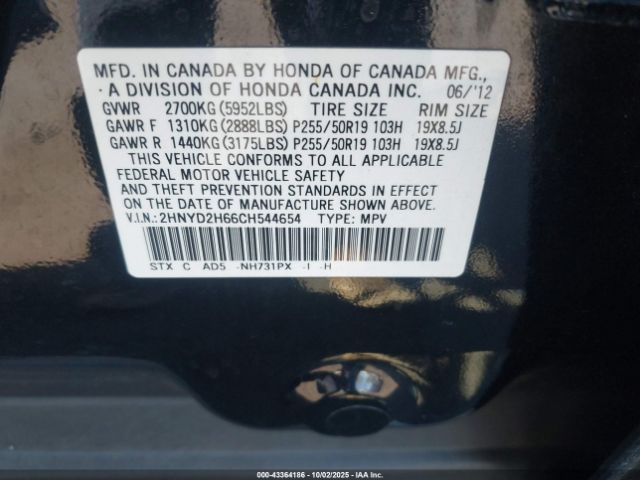 MFD. IN CANADA BY HONDA OF CANADA MFG.,
A DIVISION OF HONDA CANADA INC. 06/'12
GVWR 2700KG(5952LBS) TIRE SIZE RIM SIZE
GAWR F 1310KG(2888LBS) P255/50R19 103H 19X8.5J
GAWR R 1440KG(3175LBS) P255/50R19 103H 19X8.5J
THIS VEHICLE CONFORMS TO ALL APPLICABLE
FEDERAL MOTOR VEHICLE SAFETY
AND THEFT PREVENTION STANDARDS IN EFFECT
ON THE DATE OF MANUFACTURE SHOWN ABOVE.
V.I.N.: 2HNYD2H66CH544654 TYPE: MPV
STX C AD5 -NH731PX -I -H
000-43364186 - 10/02/2025 - IAA Inc.